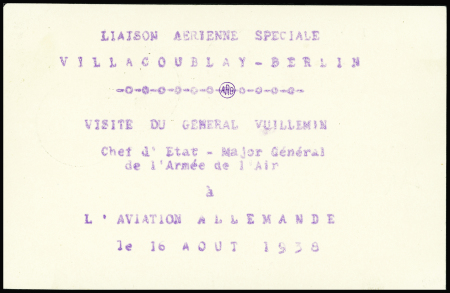 LIAISON AERIENNE SPECIALE
VILLACOUBLAY-BERLIN
VISITE DU GENERAL VUILLEMIN
Chef d' Etat - Major Général
de l'Armée de l'Air
à
L'AVIATION ALLEMANDE
le 16 AOUT 1938